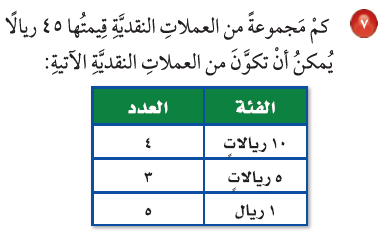 ٧ كمْ مَجموعةً من العملاتِ النقديَّةِ قِيمتُها ٤٥ ريالًا
يُمكنُ أنْ تكوَّنَ من العملاتِ النقديَّةِ الآتيةِ:
الفئة العدد
١٠ ريالاتٍ ٤
٥ ريالاتٍ ٣
١ ريال ٥